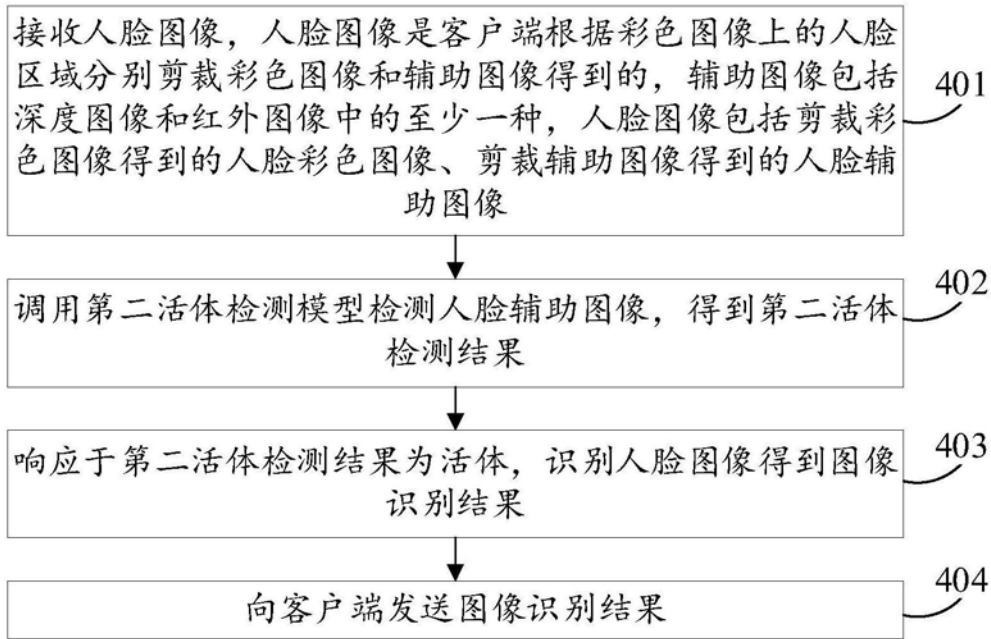 接收人脸图像，人脸图像是客户端根据彩色图像上的人脸
区域分别剪裁彩色图像和辅助图像得到的，辅助图像包括
深度图像和红外图像中的至少一种，人脸图像包括剪裁彩
色图像得到的人脸彩色图像、剪裁辅助图像得到的人脸辅
助图像
401
调用第二活体检测模型检测人脸辅助图像，得到第二活体
检测结果
402
响应于第二活体检测结果为活体，识别人脸图像得到图像
识别结果
403
向客户端发送图像识别结果
404